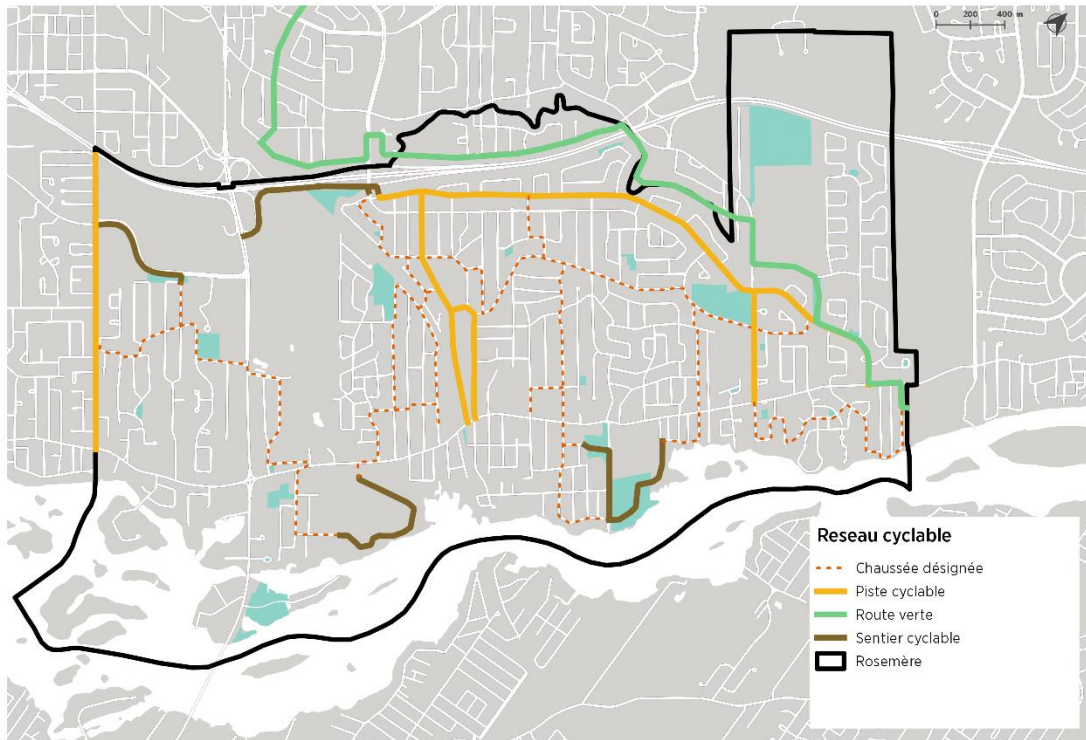 0 200 400 m
Reseau cyclable
Chaussée désignée
Piste cyclable
Route verte
Sentier cyclable
Rosemère